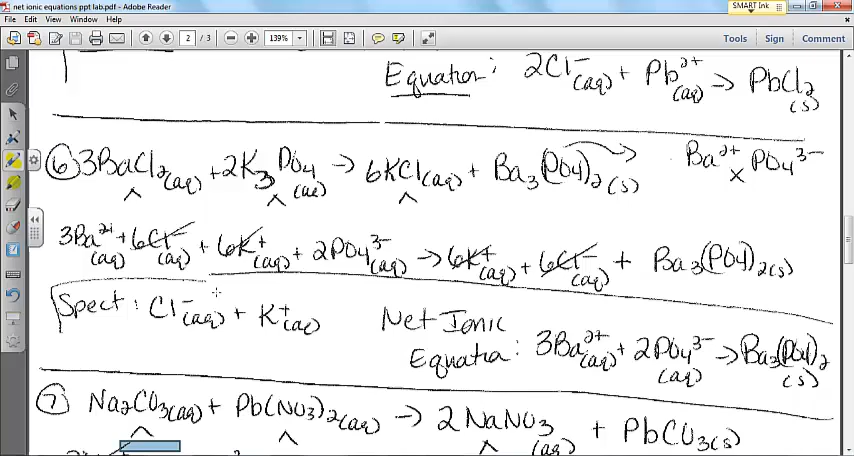 net ionic equations ppt lab.pdf - Adobe Reader
SMART Ink
File Edit View Window Help
2 / 3 139% Tools Sign Comment
Equation: 2Cl⁻(aq) + Pb²⁺(aq) → PbCl₂(s)
⑥ 3BaCl₂(aq) + 2K₃PO₄(aq) → 6KCl(aq) + Ba₃(PO₄)₂(s) Ba²⁺ PO₄³⁻
3Ba²⁺(aq) + 6Cl⁻(aq) + 6K⁺(aq) + 2PO₄³⁻(aq) → 6K⁺(aq) + 6Cl⁻(aq) + Ba₃(PO₄)₂(s)
Spect: Cl⁻(aq) + K⁺(aq) Net Ionic
Equation: 3Ba²⁺(aq) + 2PO₄³⁻(aq) → Ba₃(PO₄)₂(s)
⑦ Na₂CO₃(aq) + Pb(NO₃)₂(aq) → 2NaNO₃(aq) + PbCO₃(s)